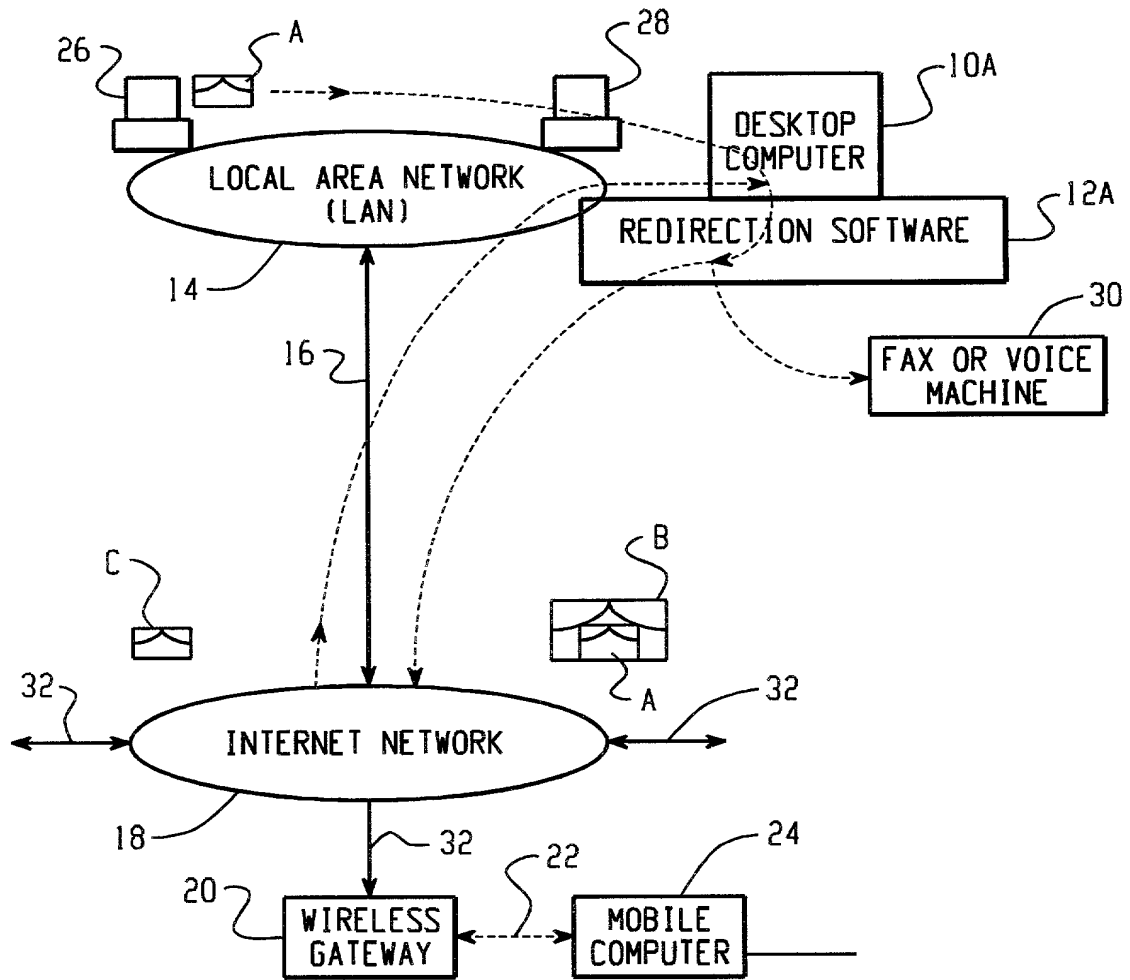 26
A
28
10A
DESKTOP
COMPUTER
LOCAL AREA NETWORK
(LAN)
12A
REDIRECTION SOFTWARE
14
30
16
FAX OR VOICE
MACHINE
C
B
A
32
32
INTERNET NETWORK
18
32
22
24
20
WIRELESS
GATEWAY
MOBILE
COMPUTER